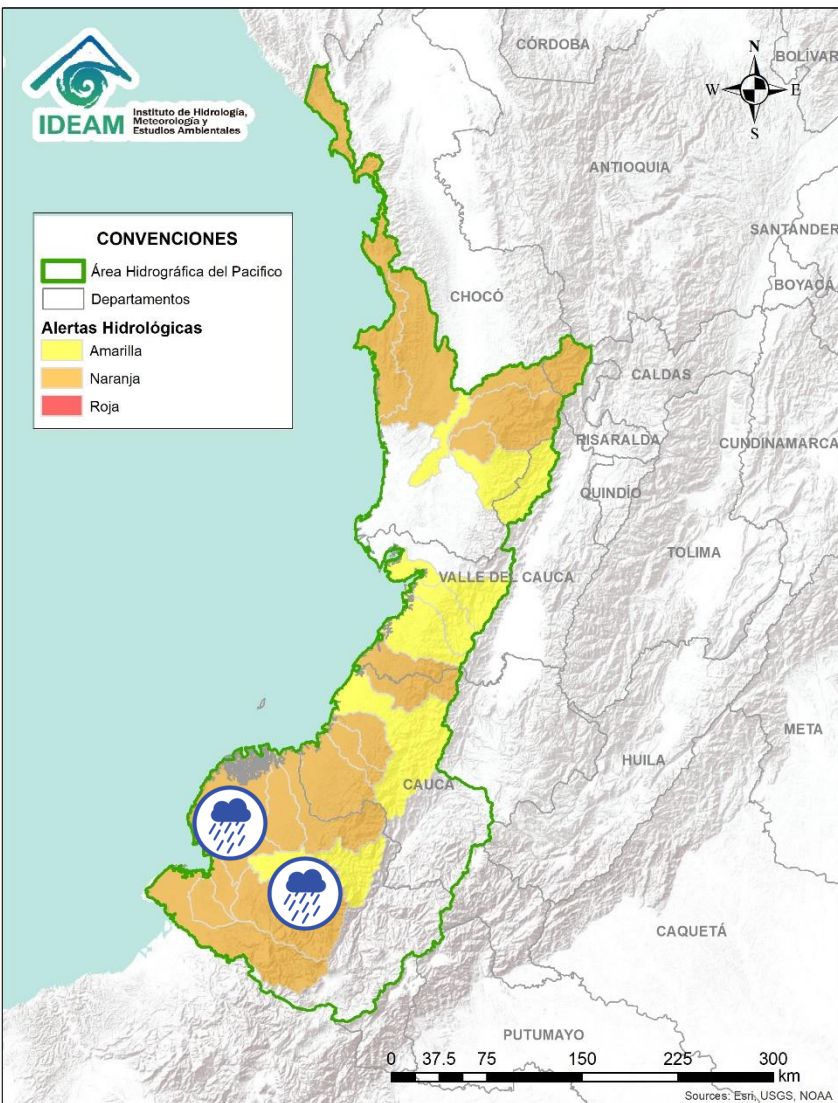 IDEAM
Instituto de Hidrología,
Meteorología y
Estudios Ambientales
N
W E
S
CONVENCIONES
Área Hidrográfica del Pacifico
Departamentos
Alertas Hidrológicas
Amarilla
Naranja
Roja
CÓRDOBA
BOLÍVAR
ANTIOQUIA
SANTANDER
BOYACÁ
CHOCÓ
CALDAS
RISARALDA
CUNDINAMARCA
QUINDÍO
TOLIMA
VALLE DEL CAUCA
META
HUILA
CAUCA
CAQUETÁ
PUTUMAYO
0 37.5 75 150 225 300
km
Sources: Esri, USGS, NOAA